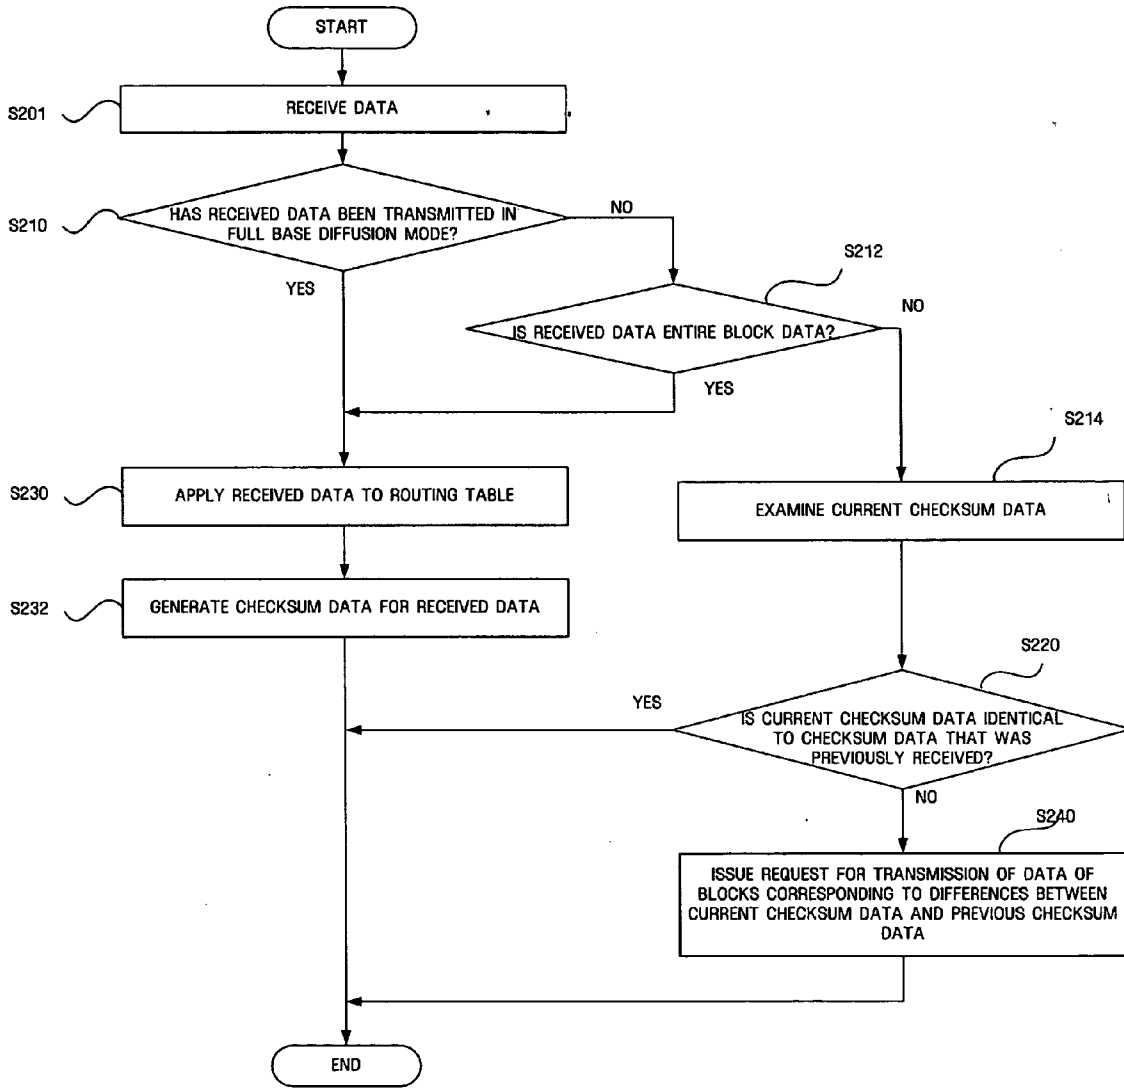 START
S201
RECEIVE DATA
S210
HAS RECEIVED DATA BEEN TRANSMITTED IN
FULL BASE DIFFUSION MODE?
NO
YES
S212
IS RECEIVED DATA ENTIRE BLOCK DATA?
NO
YES
S214
S230
APPLY RECEIVED DATA TO ROUTING TABLE
EXAMINE CURRENT CHECKSUM DATA
S232
GENERATE CHECKSUM DATA FOR RECEIVED DATA
S220
YES
IS CURRENT CHECKSUM DATA IDENTICAL
TO CHECKSUM DATA THAT WAS
PREVIOUSLY RECEIVED?
NO
S240
ISSUE REQUEST FOR TRANSMISSION OF DATA OF
BLOCKS CORRESPONDING TO DIFFERENCES BETWEEN
CURRENT CHECKSUM DATA AND PREVIOUS CHECKSUM
DATA
END